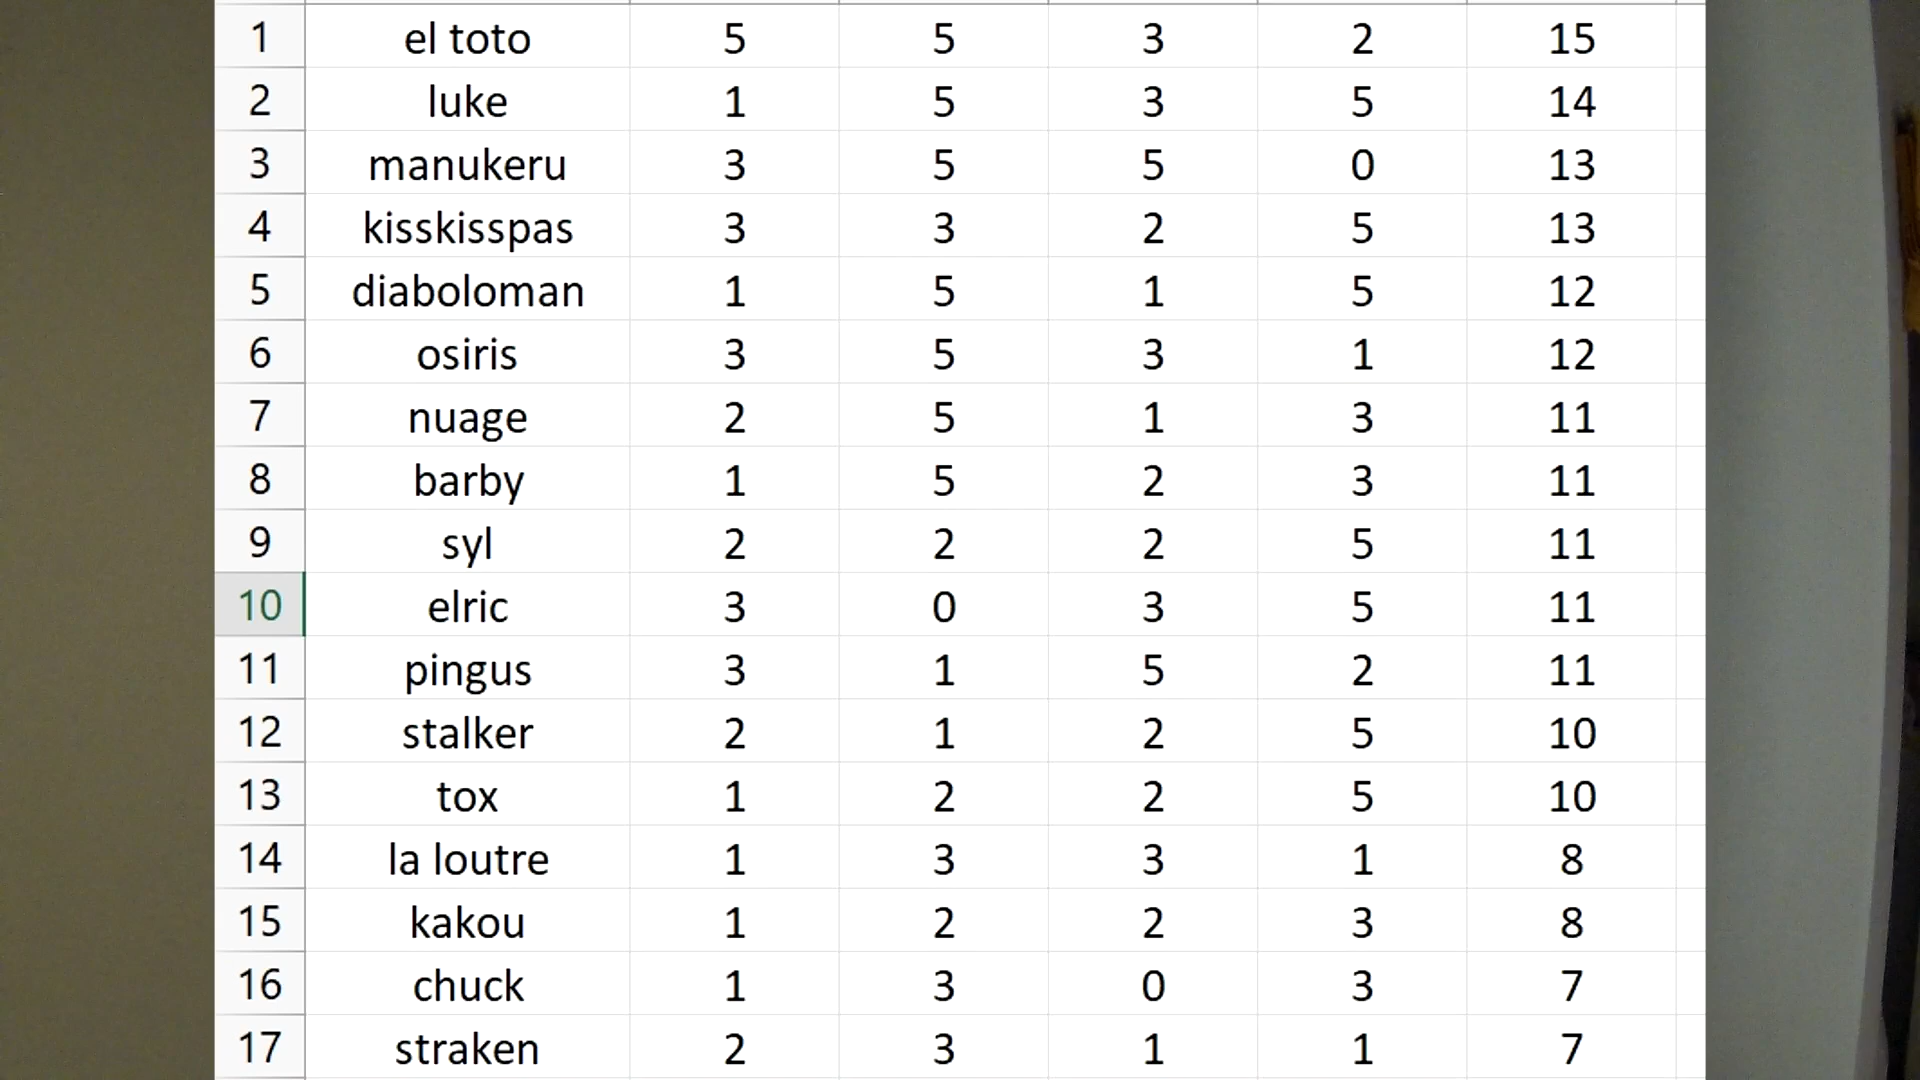 1 el toto 5 5 3 2 15
2 luke 1 5 3 5 14
3 manukeru 3 5 5 0 13
4 kisskisspas 3 3 2 5 13
5 diaboloman 1 5 1 5 12
6 osiris 3 5 3 1 12
7 nuage 2 5 1 3 11
8 barby 1 5 2 3 11
9 syl 2 2 2 5 11
10 elric 3 0 3 5 11
11 pingus 3 1 5 2 11
12 stalker 2 1 2 5 10
13 tox 1 2 2 5 10
14 la loutre 1 3 3 1 8
15 kakou 1 2 2 3 8
16 chuck 1 3 0 3 7
17 straken 2 3 1 1 7